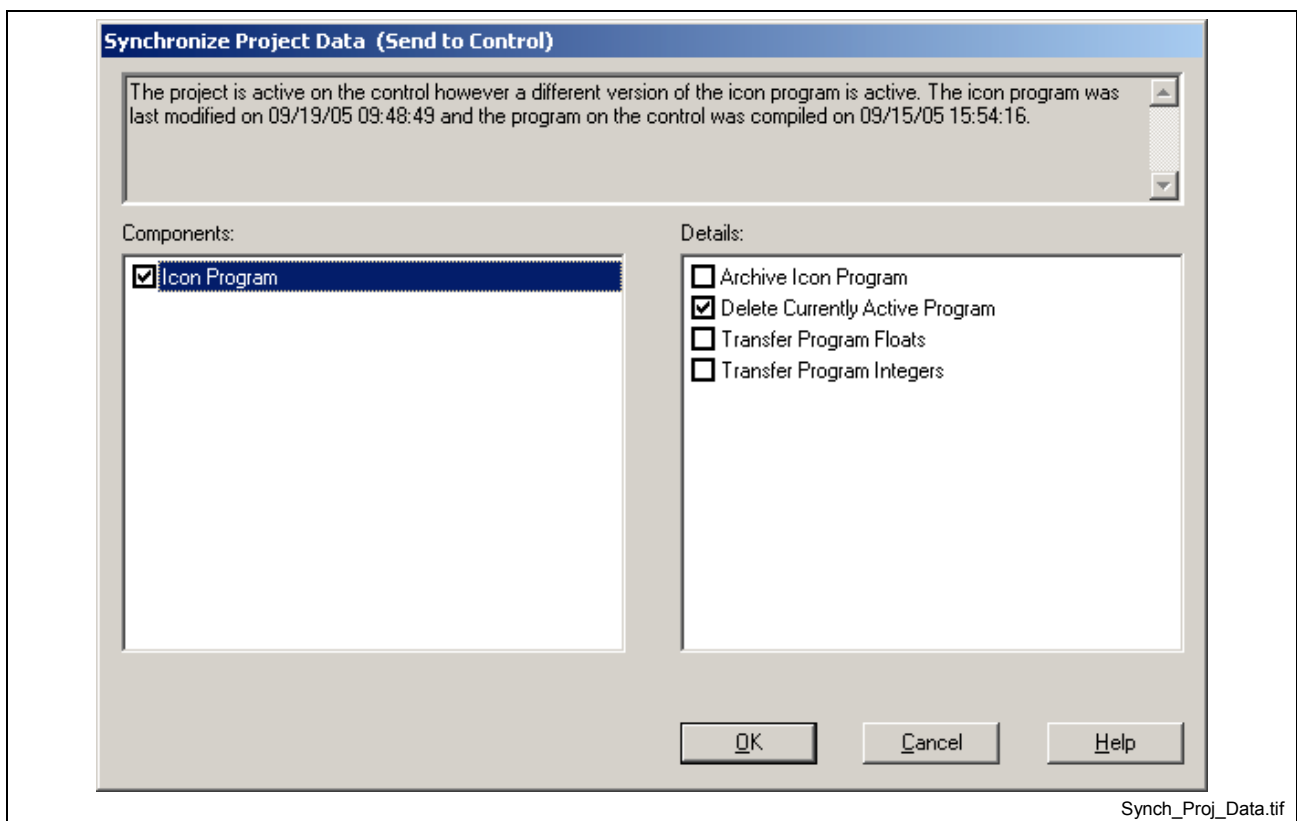 Synchronize Project Data (Send to Control)
The project is active on the control however a different version of the icon program is active. The icon program was
last modified on 09/19/05 09:48:49 and the program on the control was compiled on 09/15/05 15:54:16.
Components:
Details:
Icon Program
Archive Icon Program
Delete Currently Active Program
Transfer Program Floats
Transfer Program Integers
OK
Cancel
Help
Synch_Proj_Data.tif